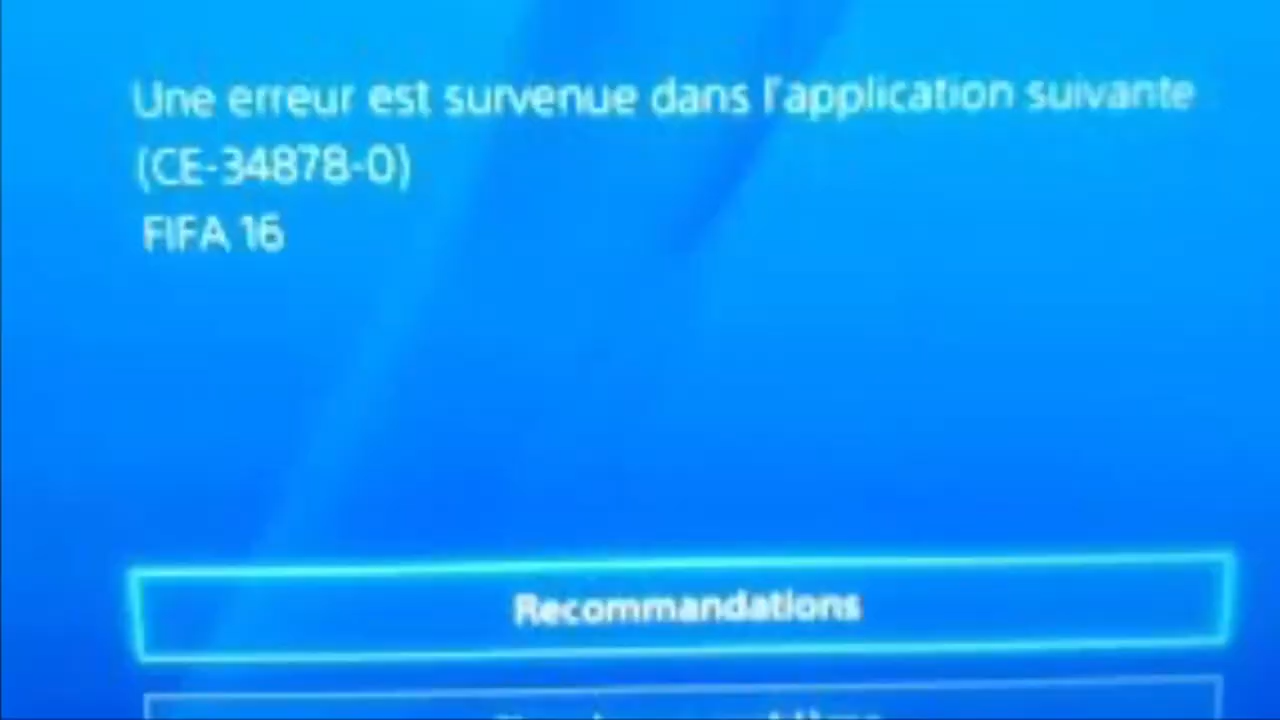 Une erreur est survenue dans l'application suivante
(CE-34878-0)
FIFA 16
Recommandations